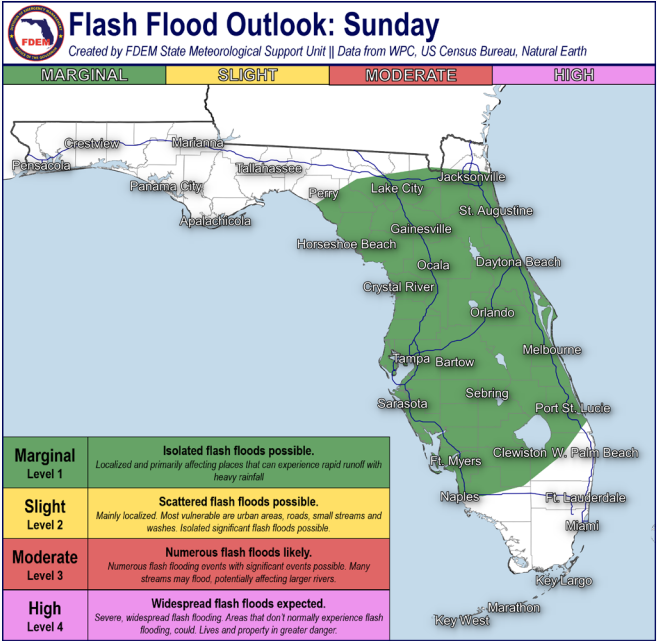 FDEM
Flash Flood Outlook: Sunday
Created by FDEM State Meteorological Support Unit || Data from WPC, US Census Bureau, Natural Earth
MARGINAL SLIGHT MODERATE HIGH
Crestview
Marianna
Pensacola
Tallahassee
Panama City
Apalachicola
Perry
Lake City
Jacksonville
St. Augustine
Gainesville
Horseshoe Beach
Ocala
Daytona Beach
Crystal River
Orlando
Melbourne
Tampa
Bartow
Sebring
Sarasota
Port St. Lucie
Clewiston
W. Palm Beach
Ft. Myers
Naples
Ft. Lauderdale
Miami
Key Largo
Marathon
Key West
Marginal
Level 1
Isolated flash floods possible.
Localized and primarily affecting places that can experience rapid runoff with
heavy rainfall
Slight
Level 2
Scattered flash floods possible.
Mainly localized. Most vulnerable are urban areas, roads, small streams and
washes. Isolated significant flash floods possible.
Moderate
Level 3
Numerous flash floods likely.
Numerous flash flooding events with significant events possible. Many
streams may flood, potentially affecting larger rivers.
High
Level 4
Widespread flash floods expected.
Severe, widespread flash flooding. Areas that don't normally experience flash
flooding, could. Lives and property in greater danger.